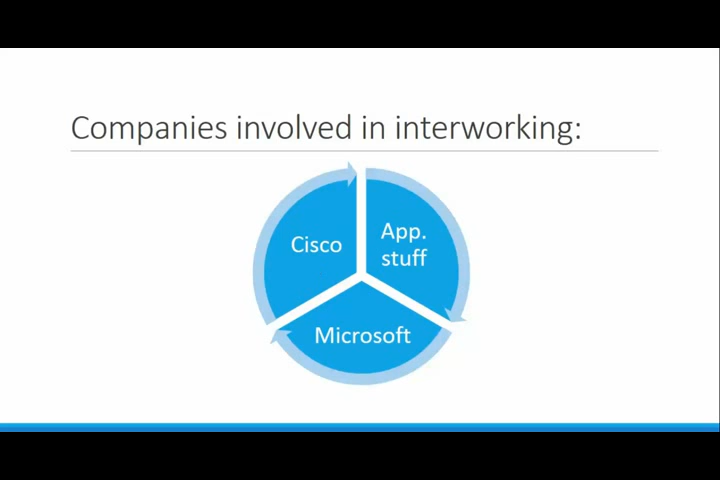 Companies involved in interworking:
Cisco
App.
stuff
Microsoft